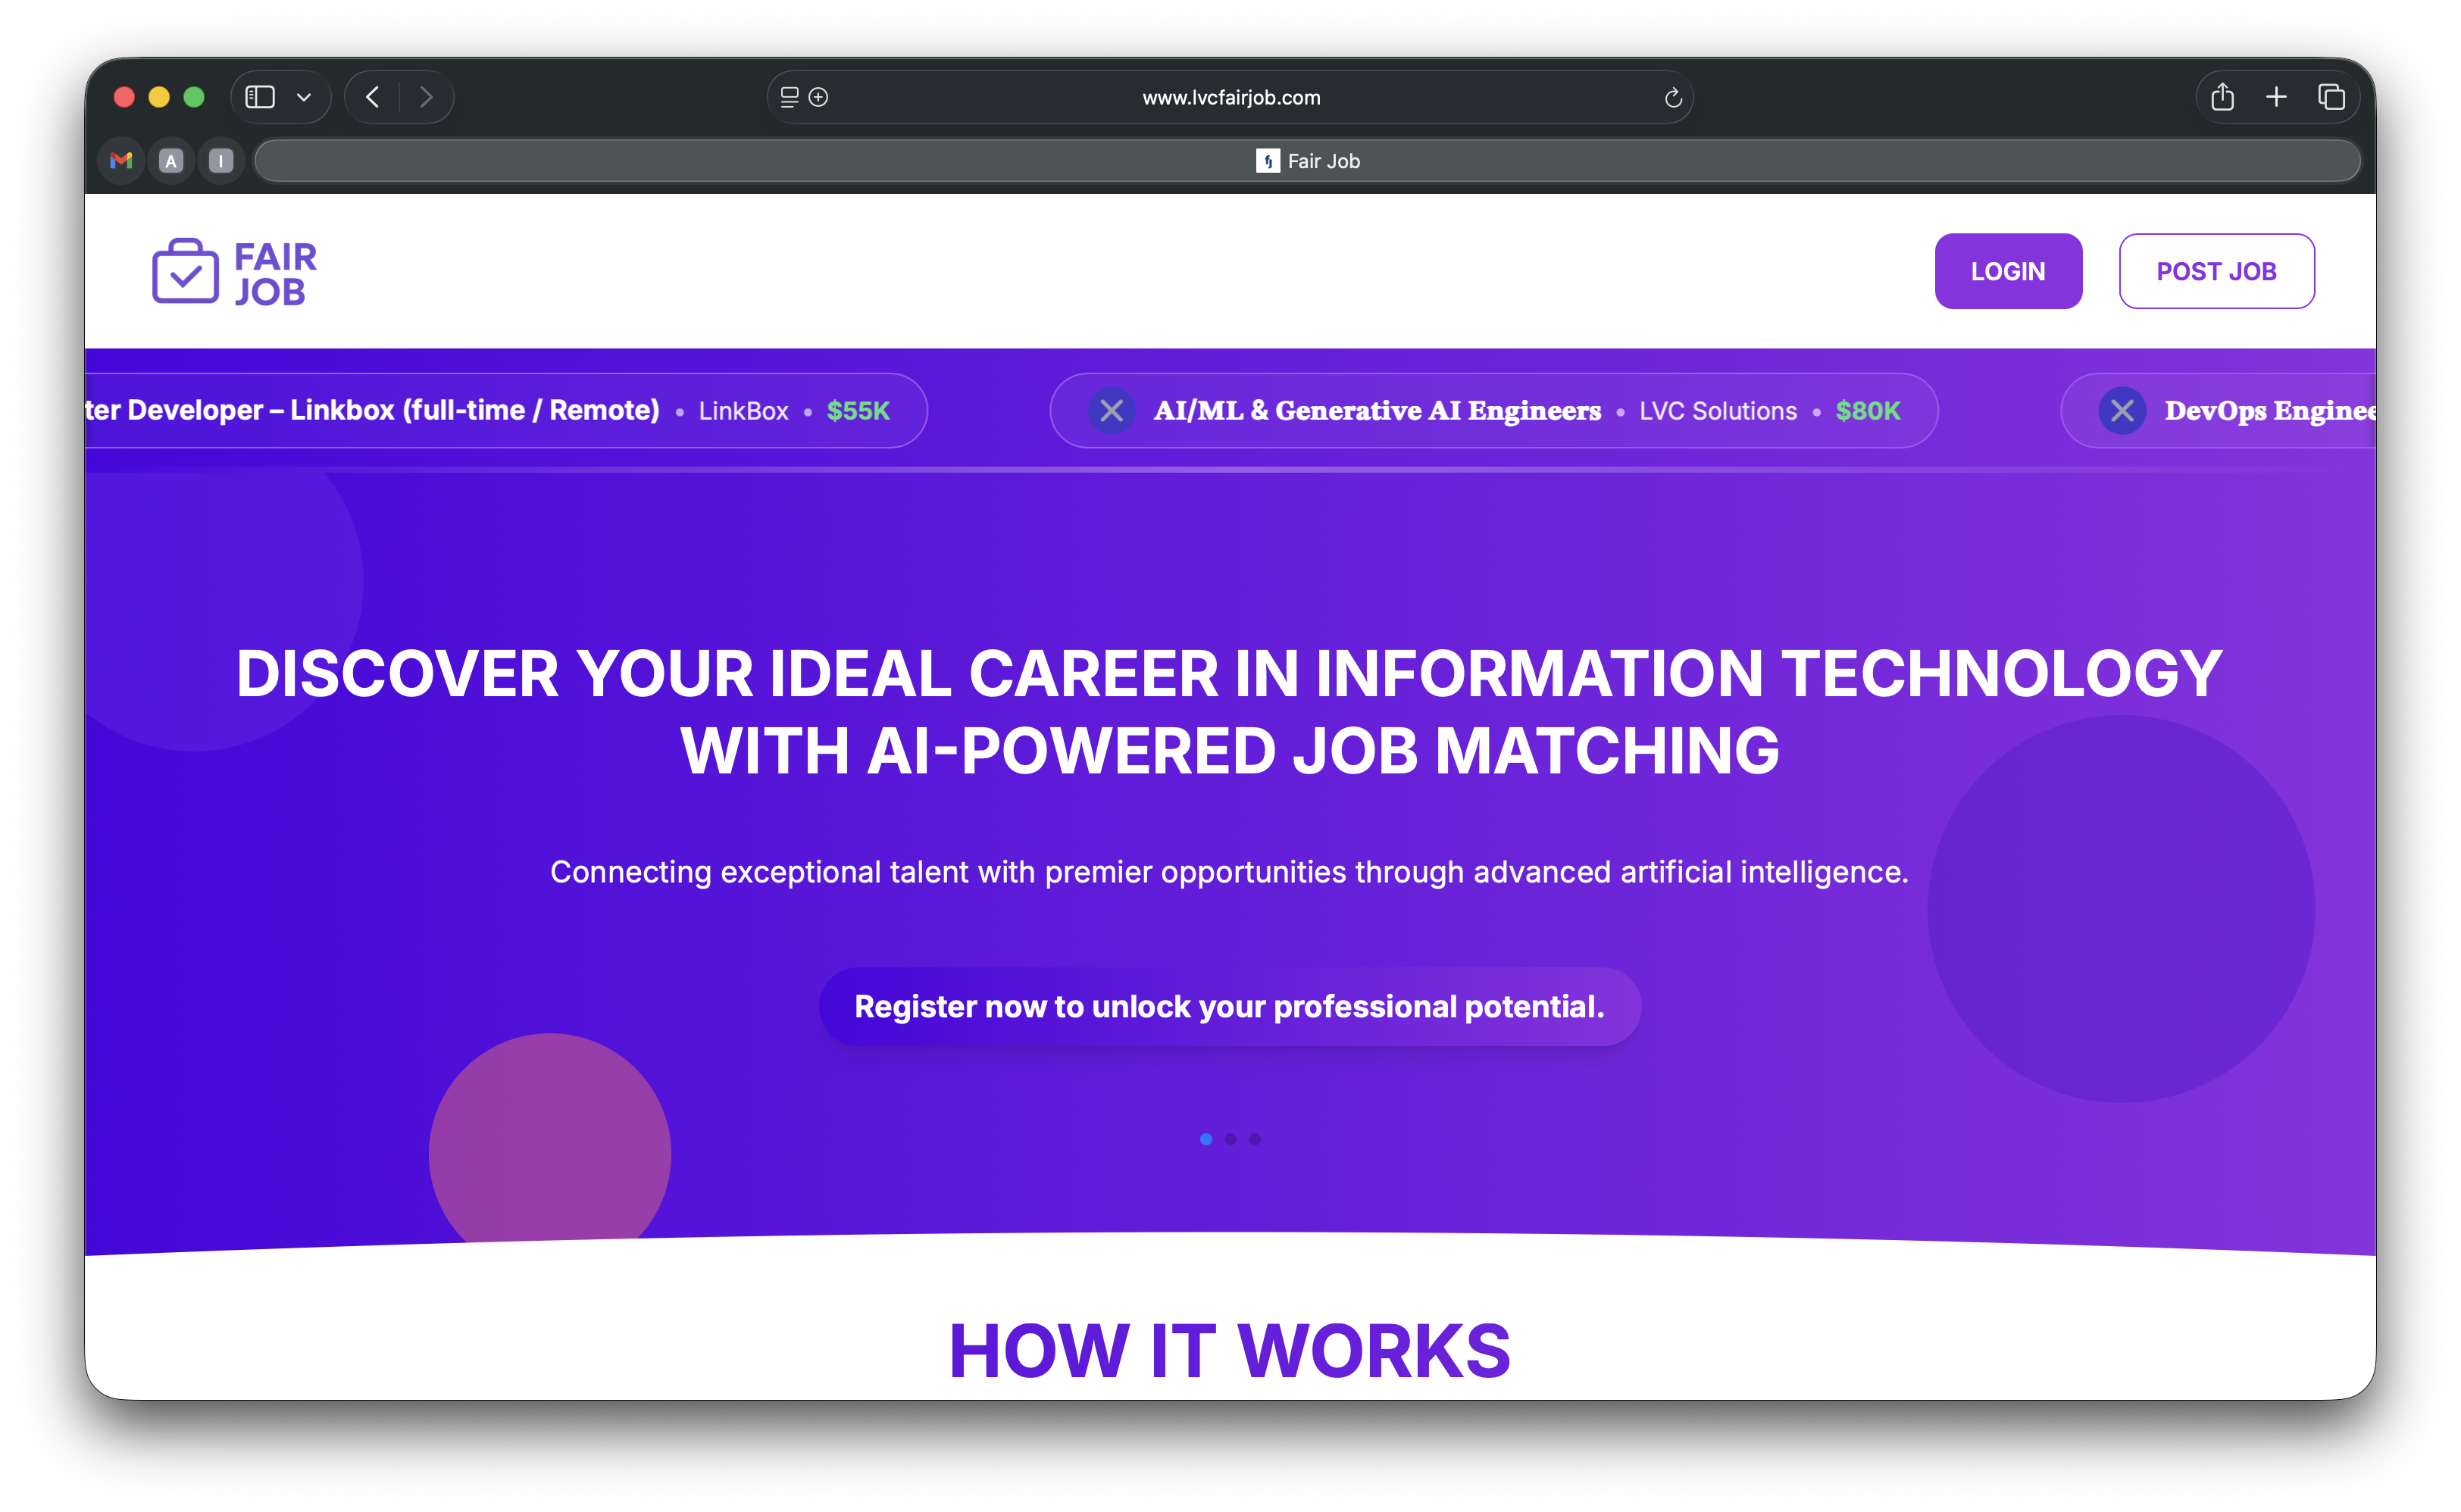 www.lvcfairjob.com
A
I
fj Fair Job
FAIR
JOB
LOGIN
POST JOB
ter Developer – Linkbox (full-time / Remote) • LinkBox • $55K
AI/ML & Generative AI Engineers • LVC Solutions • $80K
DevOps Enginee
DISCOVER YOUR IDEAL CAREER IN INFORMATION TECHNOLOGY
WITH AI-POWERED JOB MATCHING
Connecting exceptional talent with premier opportunities through advanced artificial intelligence.
Register now to unlock your professional potential.
HOW IT WORKS